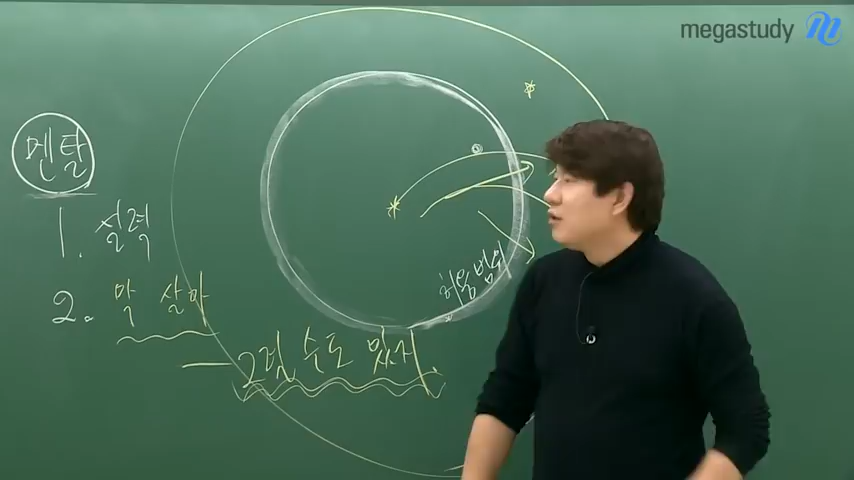 megastudy
멘탈
1. 실력
2. 막 살아
허용범위
그럴 수도 있지